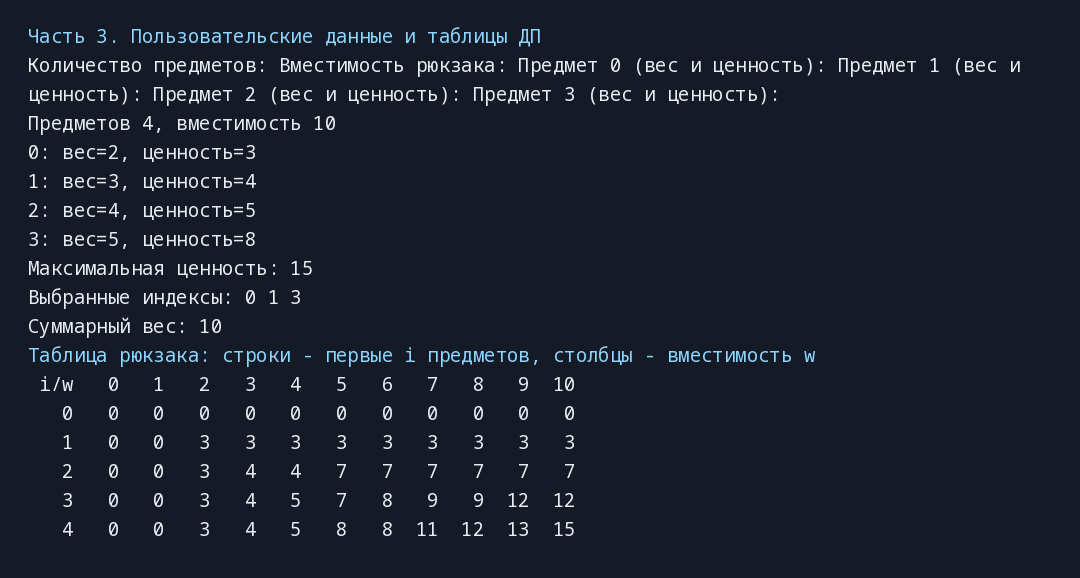 Часть 3. Пользовательские данные и таблицы ДП
Количество предметов: Вместимость рюкзака: Предмет 0 (вес и ценность): Предмет 1 (вес и
ценность): Предмет 2 (вес и ценность): Предмет 3 (вес и ценность):
Предметов 4, вместимость 10
0: вес=2, ценность=3
1: вес=3, ценность=4
2: вес=4, ценность=5
3: вес=5, ценность=8
Максимальная ценность: 15
Выбранные индексы: 0 1 3
Суммарный вес: 10
Таблица рюкзака: строки - первые i предметов, столбцы - вместимость w
i/w 0 1 2 3 4 5 6 7 8 9 10
0 0 0 0 0 0 0 0 0 0 0 0
1 0 0 3 3 3 3 3 3 3 3 3
2 0 0 3 4 4 7 7 7 7 7 7
3 0 0 3 4 5 7 8 9 9 12 12
4 0 0 3 4 5 8 8 11 12 13 15